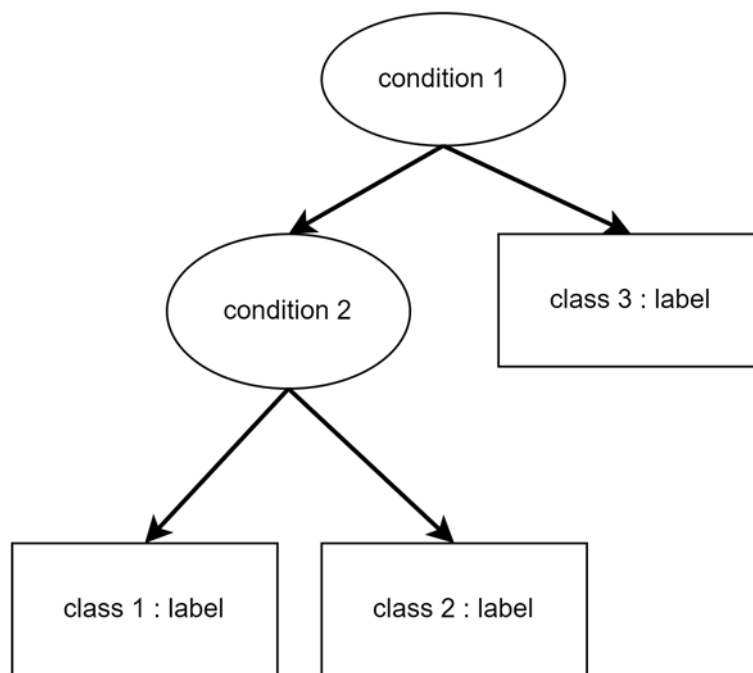 condition 1
condition 2
class 3 : label
class 1 : label
class 2 : label